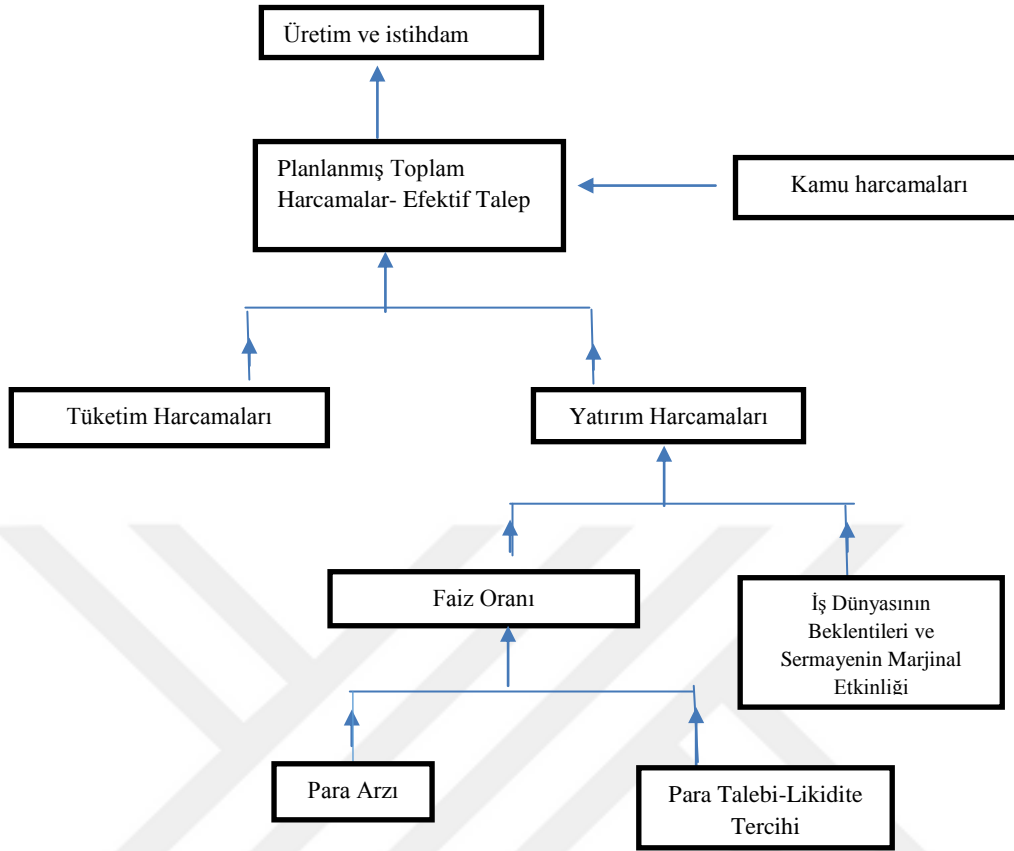 Üretim ve istihdam
Planlanmış Toplam
Harcamalar- Efektif Talep
Kamu harcamaları
Tüketim Harcamaları
Yatırım Harcamaları
Faiz Oranı
İş Dünyasının
Beklentileri ve
Sermayenin Marjinal
Etkinliği
Para Arzı
Para Talebi-Likidite
Tercihi